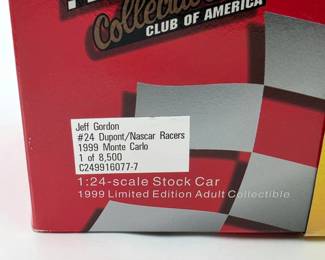 Collectibles
CLUB OF AMERICA
Jeff Gordon
#24 Dupont/Nascar Racers
1999 Monte Carlo
1 of 8,500
C249916077-7
1:24-scale Stock Car
1999 Limited Edition Adult Collectible